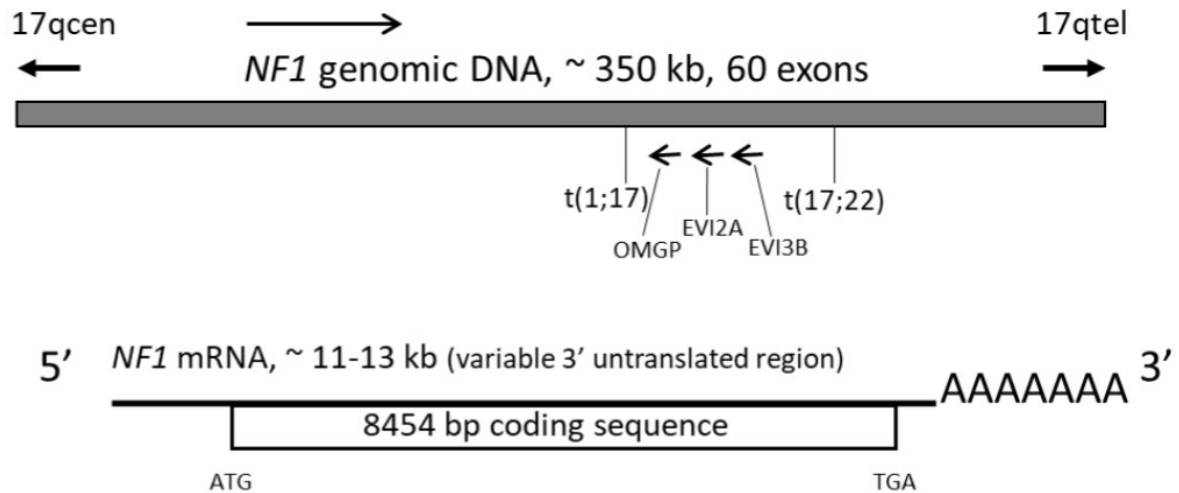 17qcen
17qtel
NF1 genomic DNA, ~ 350 kb, 60 exons
t(1;17)
t(17;22)
OMGP
EVI2A
EVI3B
5’ NF1 mRNA, ~ 11-13 kb (variable 3’ untranslated region)
AAAAAAA 3’
8454 bp coding sequence
ATG
TGA